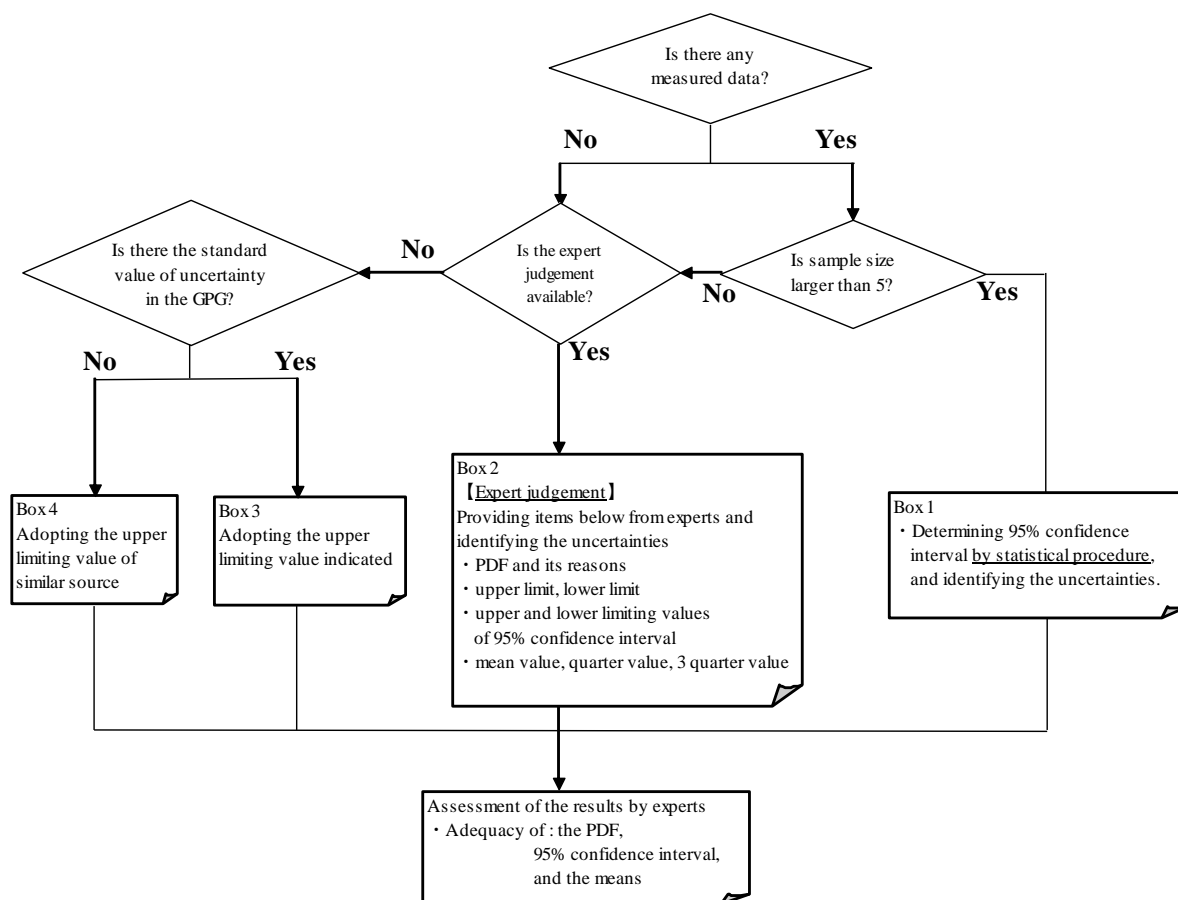 Is there any
measured data?
No
Yes
Is there the standard
value of uncertainty
in the GPG?
No
Is the expert
judgement
available?
No
Is sample size
larger than 5?
Yes
No
Yes
Yes
Box 4
Adopting the upper
limiting value of
similar source
Box 3
Adopting the upper
limiting value indicated
Box 2
【Expert judgement】
Providing items below from experts and
identifying the uncertainties
・PDF and its reasons
・upper limit, lower limit
・upper and lower limiting values
of 95% confidence interval
・mean value, quarter value, 3 quarter value
Box 1
・Determining 95% confidence
interval by statistical procedure,
and identifying the uncertainties.
Assessment of the results by experts
・Adequacy of : the PDF,
95% confidence interval,
and the means